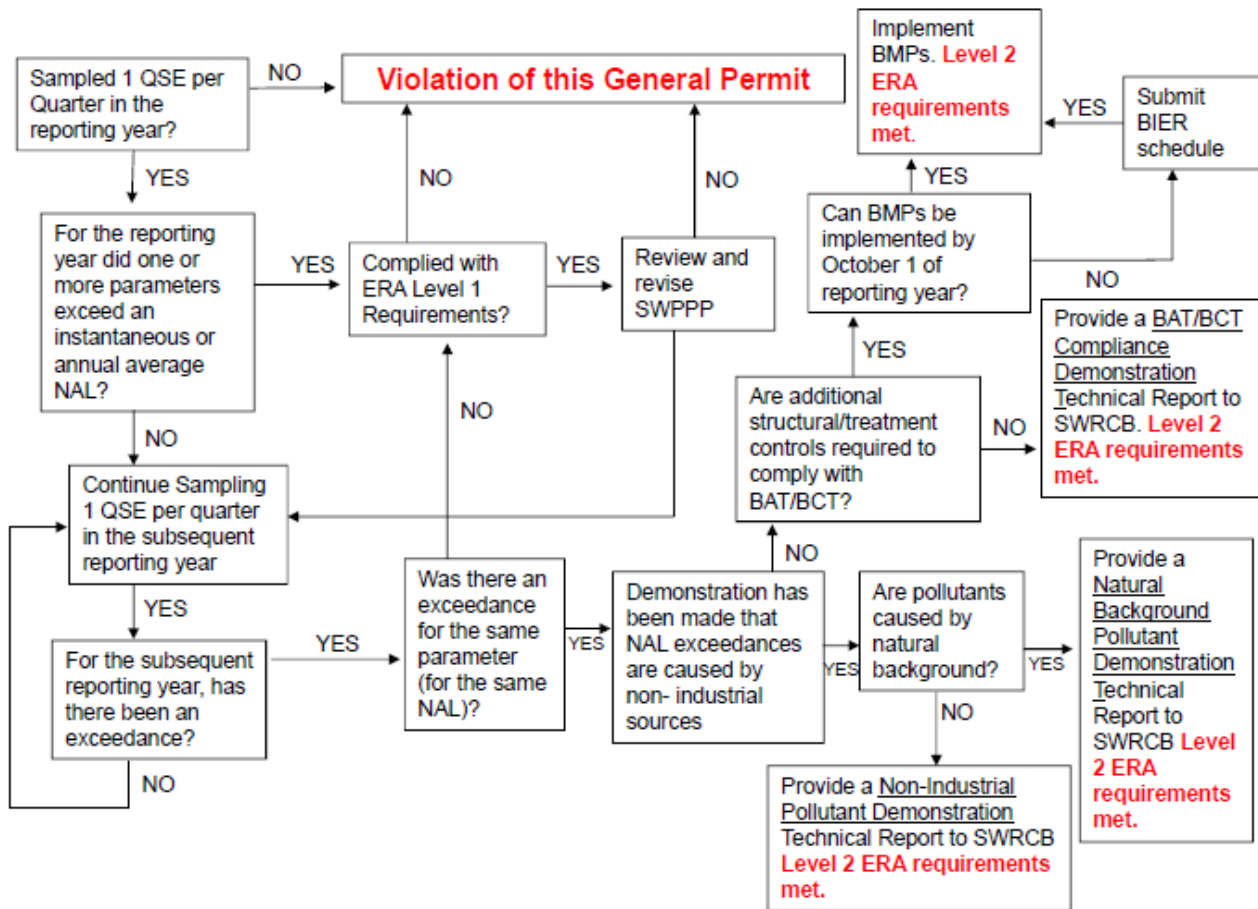 Sampled 1 QSE per
Quarter in the
reporting year?
NO
Violation of this General Permit
Implement
BMPs. Level 2
ERA
requirements
met.
YES
Submit
BIER
schedule
YES
NO
NO
YES
For the reporting
year did one or
more parameters
exceed an
instantaneous or
annual average
NAL?
YES
Complied with
ERA Level 1
Requirements?
YES
Review and
revise
SWPPP
Can BMPs be
implemented by
October 1 of
reporting year?
NO
NO
NO
YES
Provide a BAT/BCT
Compliance
Demonstration
Technical Report to
SWRCB. Level 2
ERA requirements
met.
Are additional
structural/treatment
controls required to
comply with
BAT/BCT?
NO
Continue Sampling
1 QSE per quarter
in the subsequent
reporting year
YES
NO
For the subsequent
reporting year, has
there been an
exceedance?
YES
NO
Was there an
exceedance
for the same
parameter
(for the same
NAL)?
YES
Demonstration has
been made that
NAL exceedances
are caused by
non- industrial
sources
YES
Are pollutants
caused by
natural
background?
YES
NO
Provide a
Natural
Background
Pollutant
Demonstration
Technical
Report to
SWRCB Level
2 ERA
requirements
met.
Provide a Non-Industrial
Pollutant Demonstration
Technical Report to SWRCB
Level 2 ERA requirements
met.